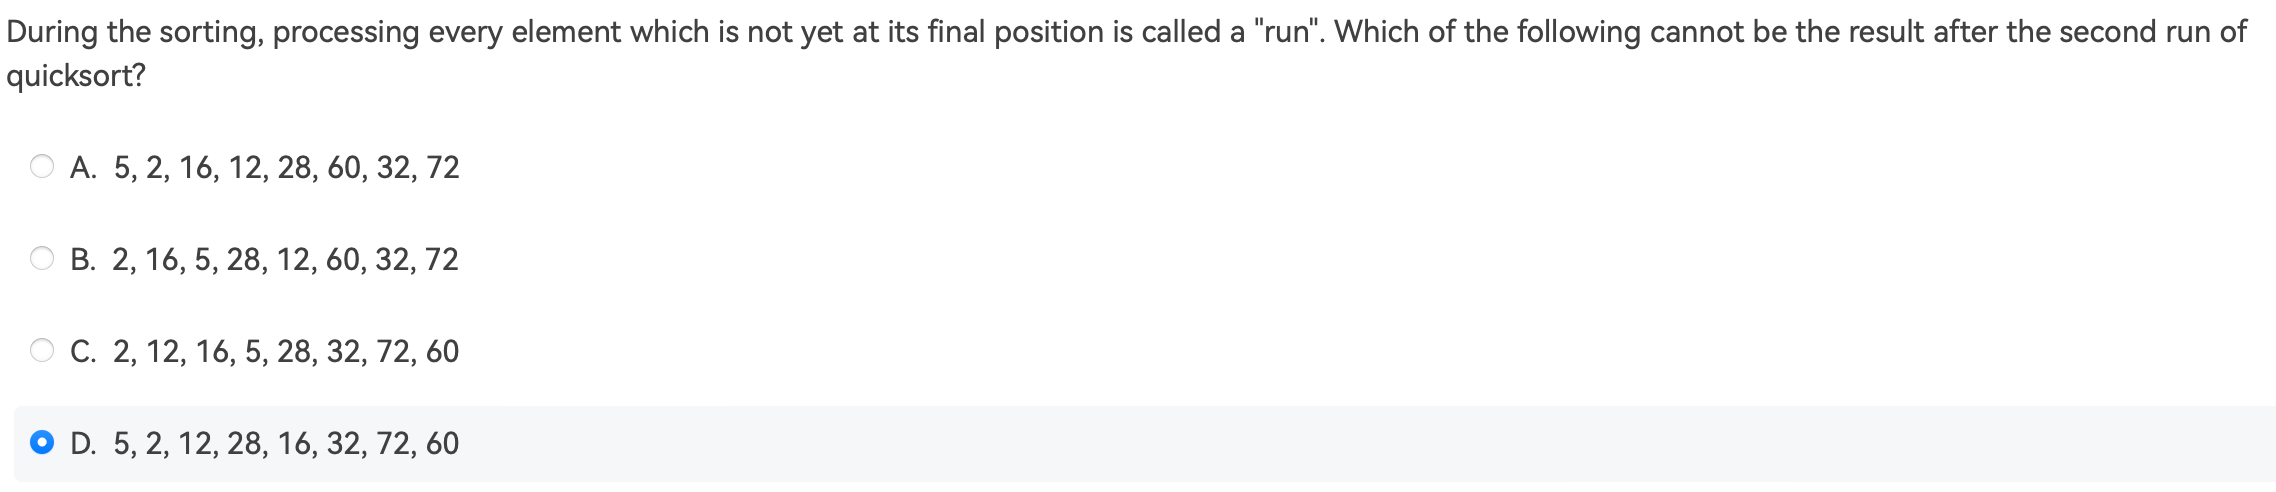 During the sorting, processing every element which is not yet at its final position is called a "run". Which of the following cannot be the result after the second run of
quicksort?
A. 5, 2, 16, 12, 28, 60, 32, 72
B. 2, 16, 5, 28, 12, 60, 32, 72
C. 2, 12, 16, 5, 28, 32, 72, 60
D. 5, 2, 12, 28, 16, 32, 72, 60